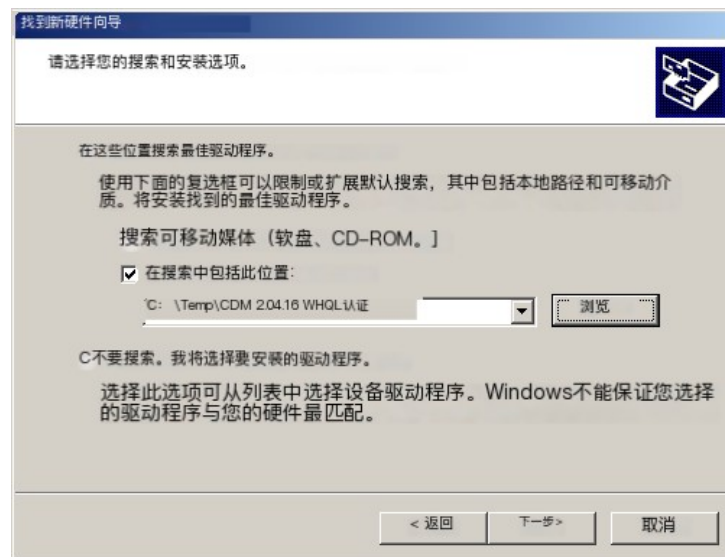 找到新硬件向导
请选择您的搜索和安装选项。
在这些位置搜索最佳驱动程序。
使用下面的复选框可以限制或扩展默认搜索，其中包括本地路径和可移动介
质。将安装找到的最佳驱动程序。
搜索可移动媒体（软盘、CD-ROM。]
在搜索中包括此位置:
C: \Temp\CDM 2.04.16 WHQL认证
浏览
C不要搜索。我将选择要安装的驱动程序。
选择此选项可从列表中选择设备驱动程序。Windows不能保证您选择
的驱动程序与您的硬件最匹配。
< 返回
下一步>
取消